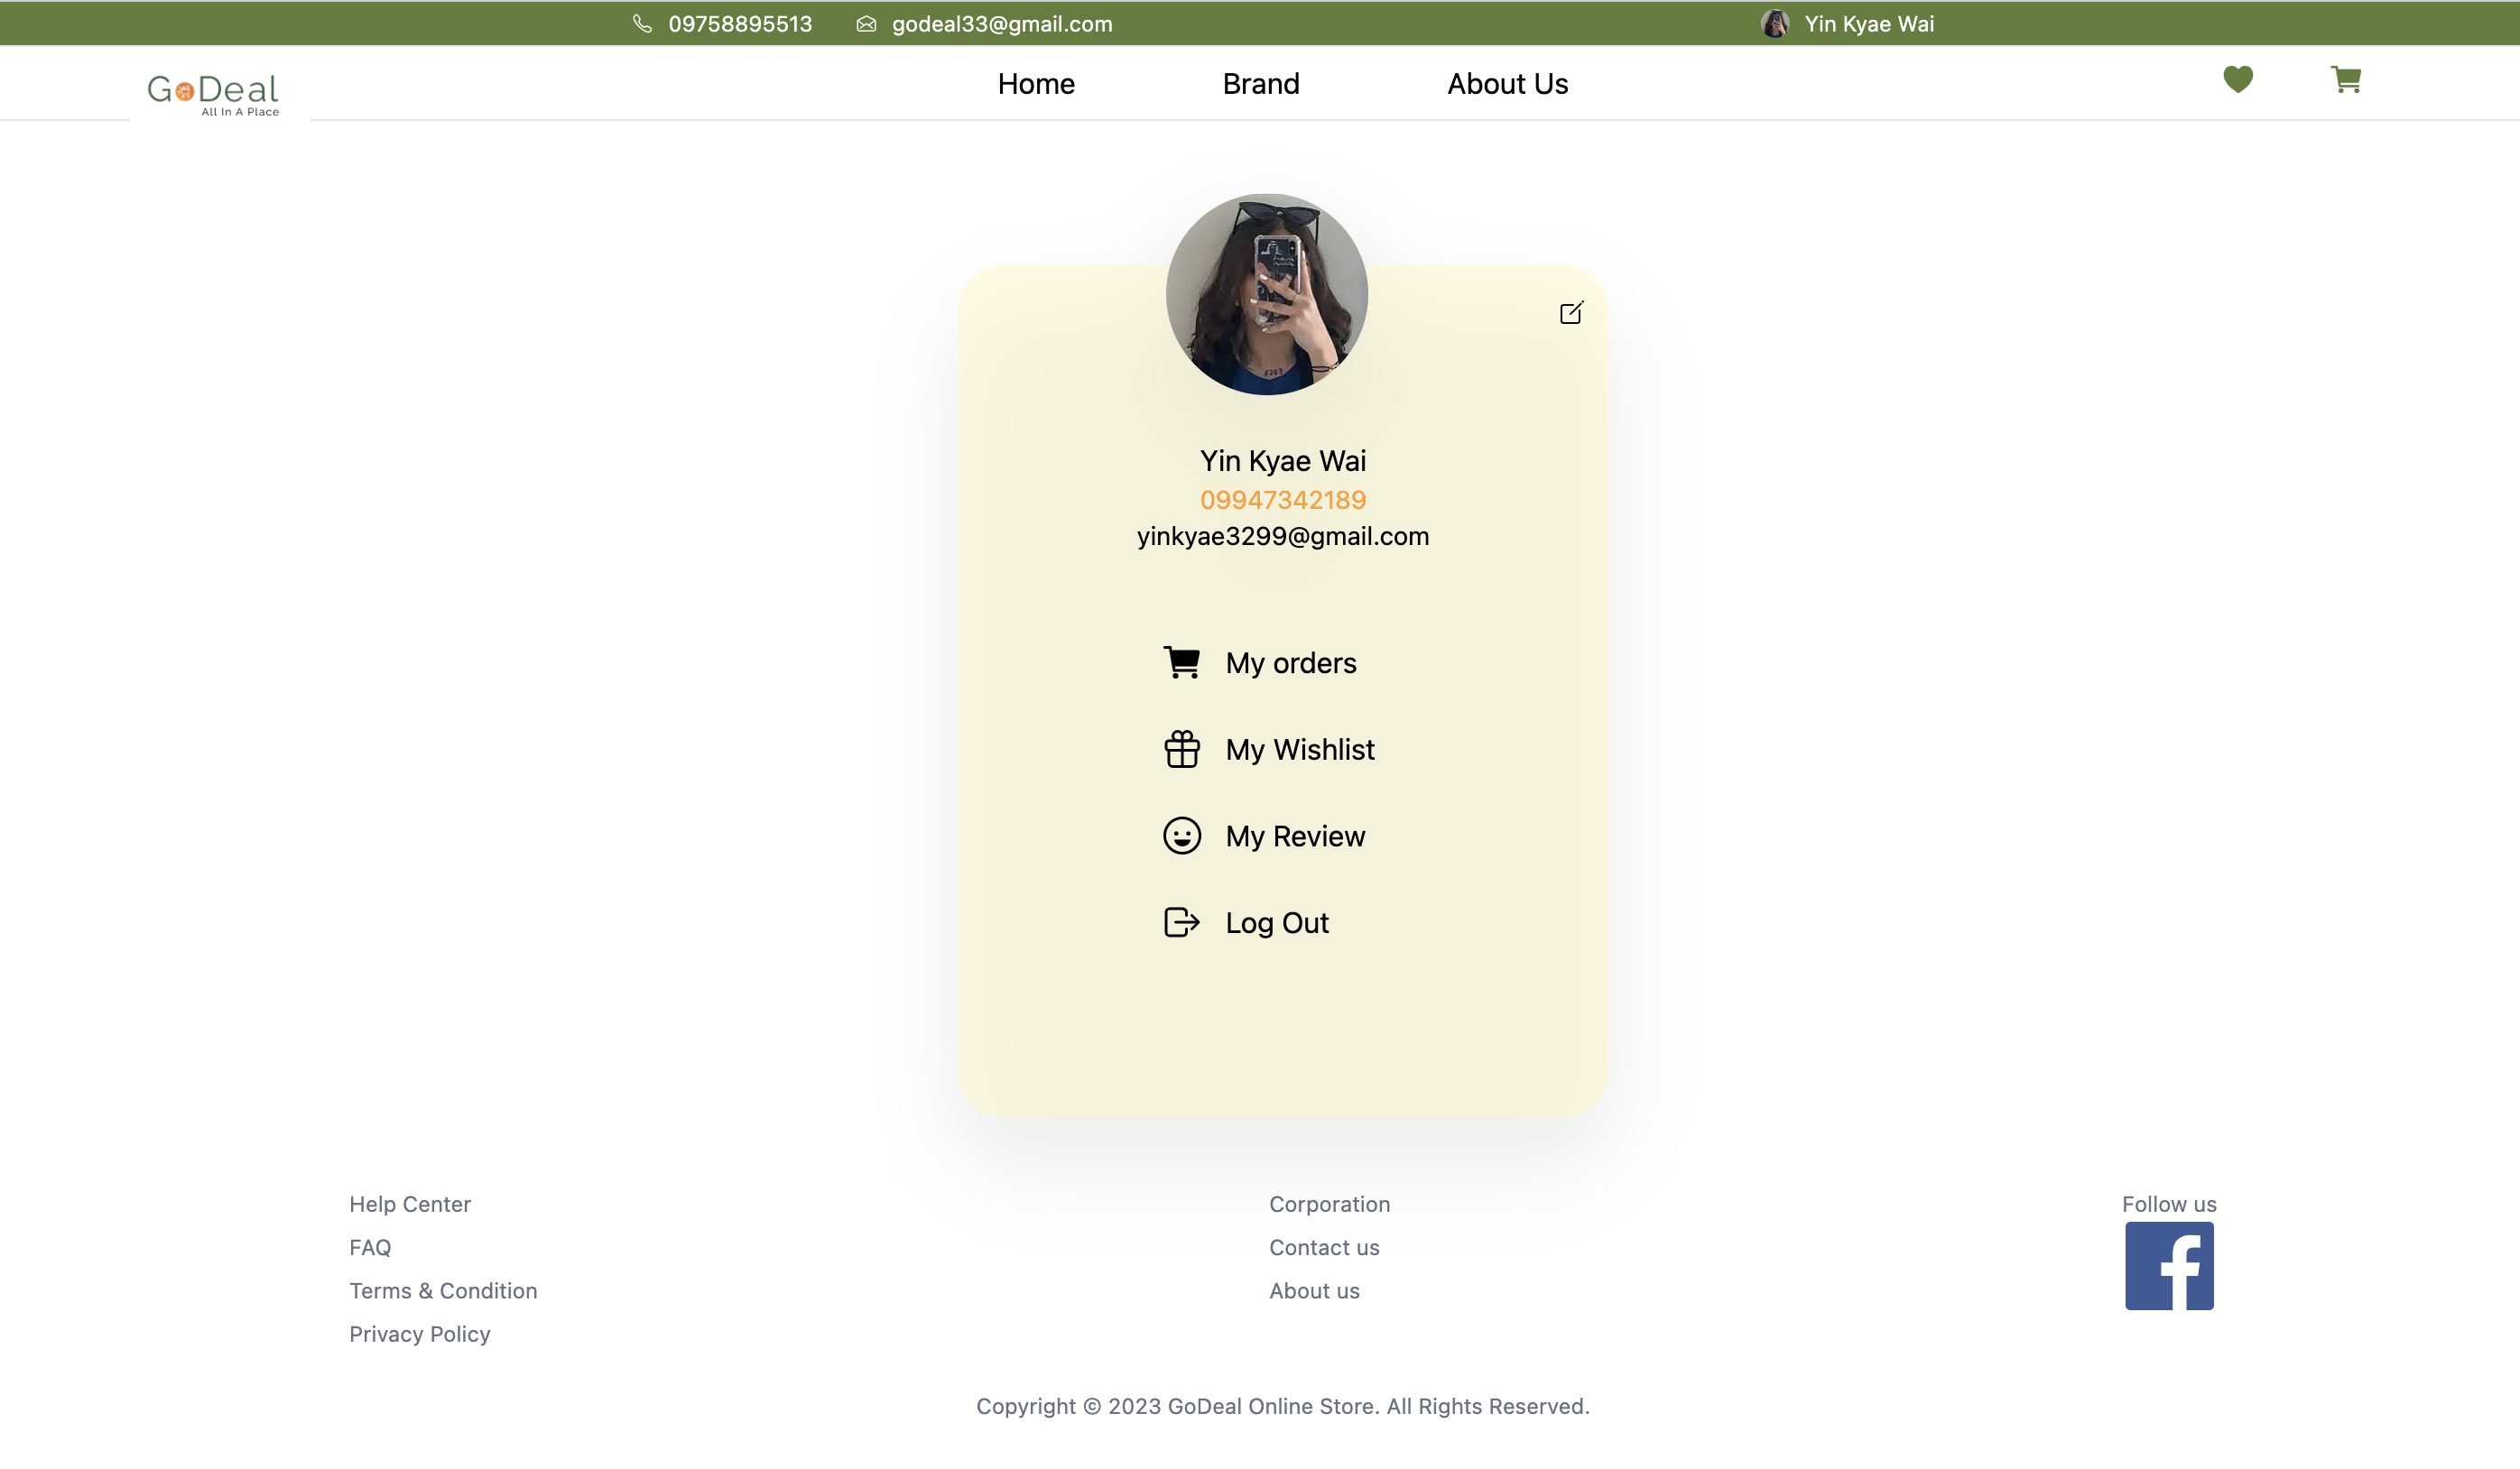 09758895513 godeal33@gmail.com Yin Kyae Wai
GoDeal
All In A Place
Home Brand About Us
Yin Kyae Wai
09947342189
yinkyae3299@gmail.com
My orders
My Wishlist
My Review
Log Out
Help Center
FAQ
Terms & Condition
Privacy Policy
Corporation
Contact us
About us
Follow us
Copyright © 2023 GoDeal Online Store. All Rights Reserved.